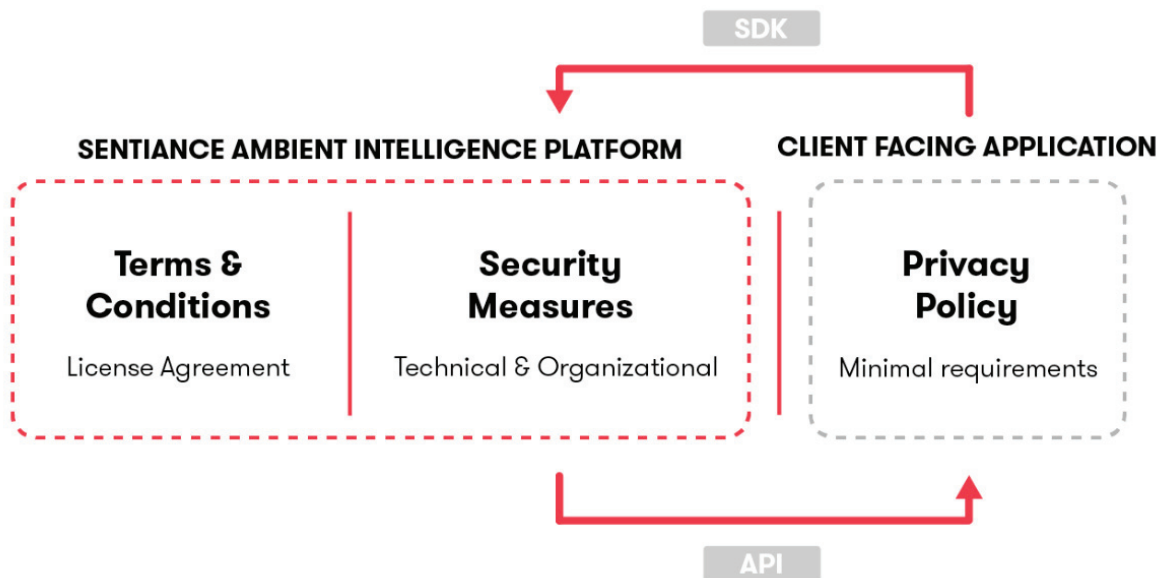 SDK
SENTIANCE AMBIENT INTELLIGENCE PLATFORM
CLIENT FACING APPLICATION
Terms &
Conditions
License Agreement
Security
Measures
Technical & Organizational
Privacy
Policy
Minimal requirements
API